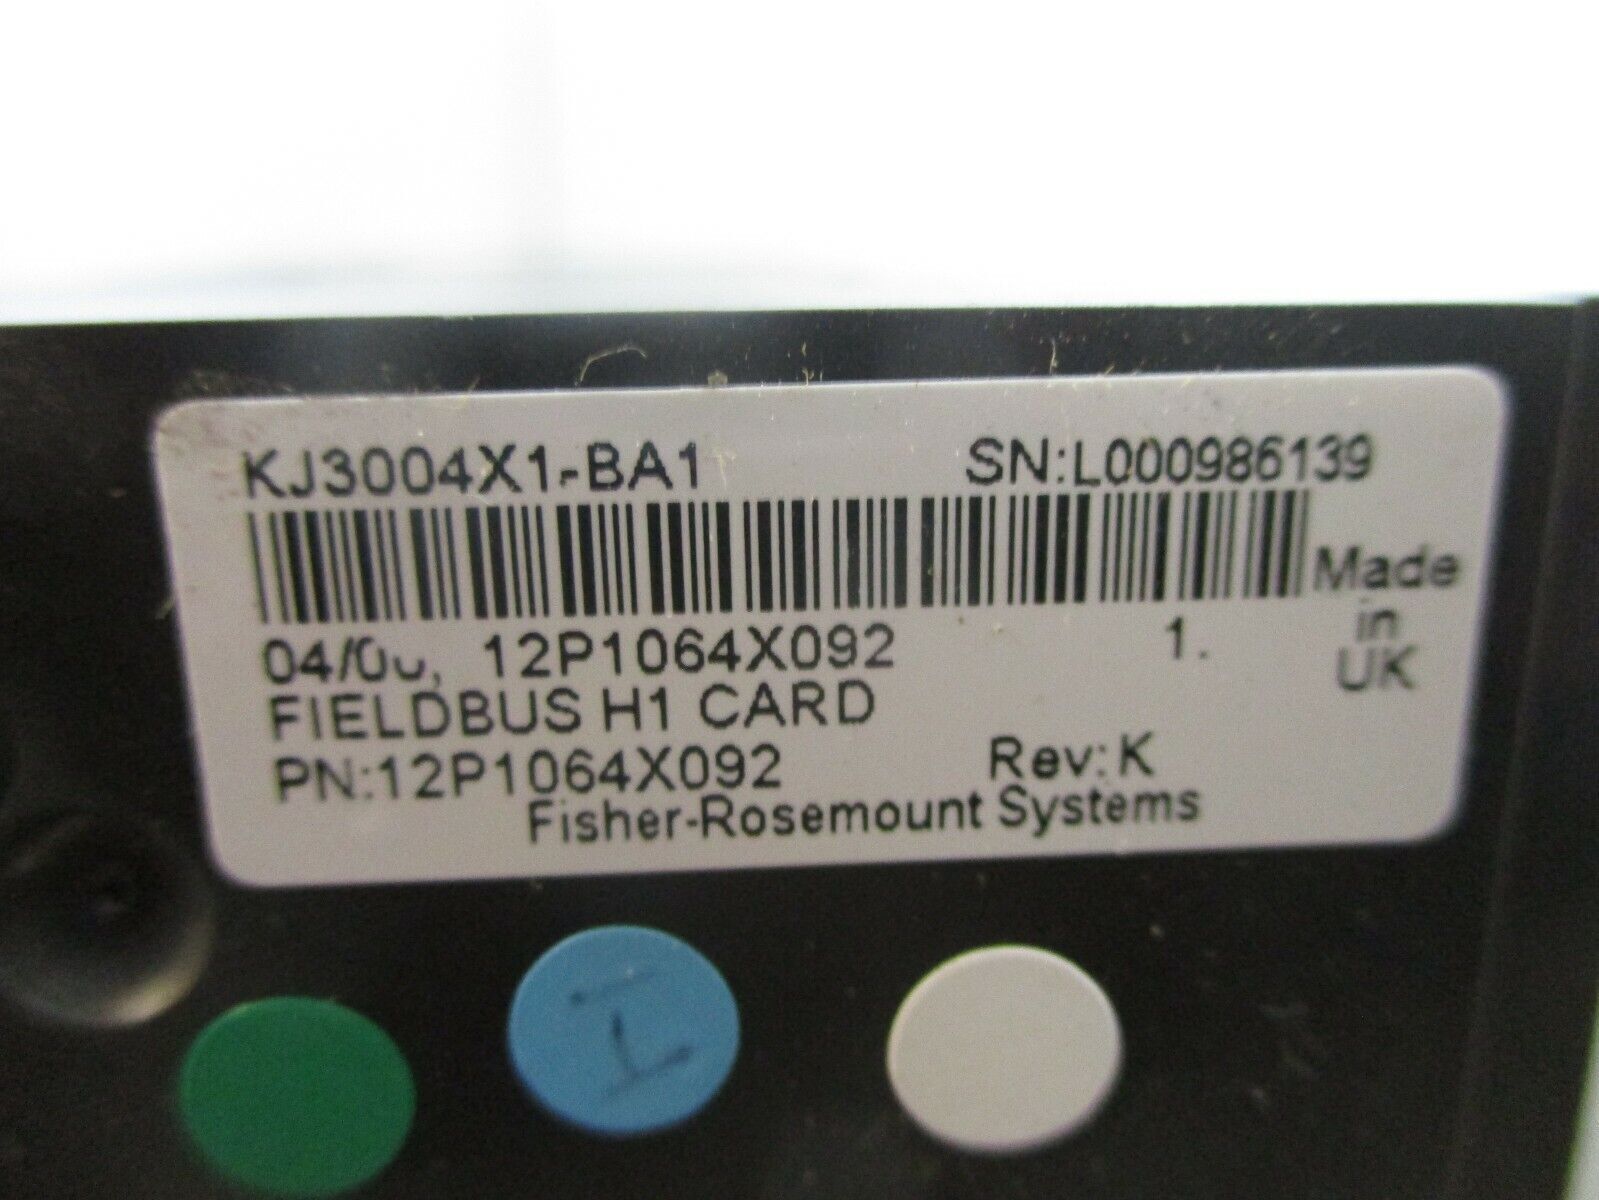 KJ3004X1-BA1 SN:L000986139
12P1064X092 1.
FIELDBUS H1 CARD
PN:12P1064X092 Rev: K
Fisher-Rosemount Systems
Made
in
UK
I